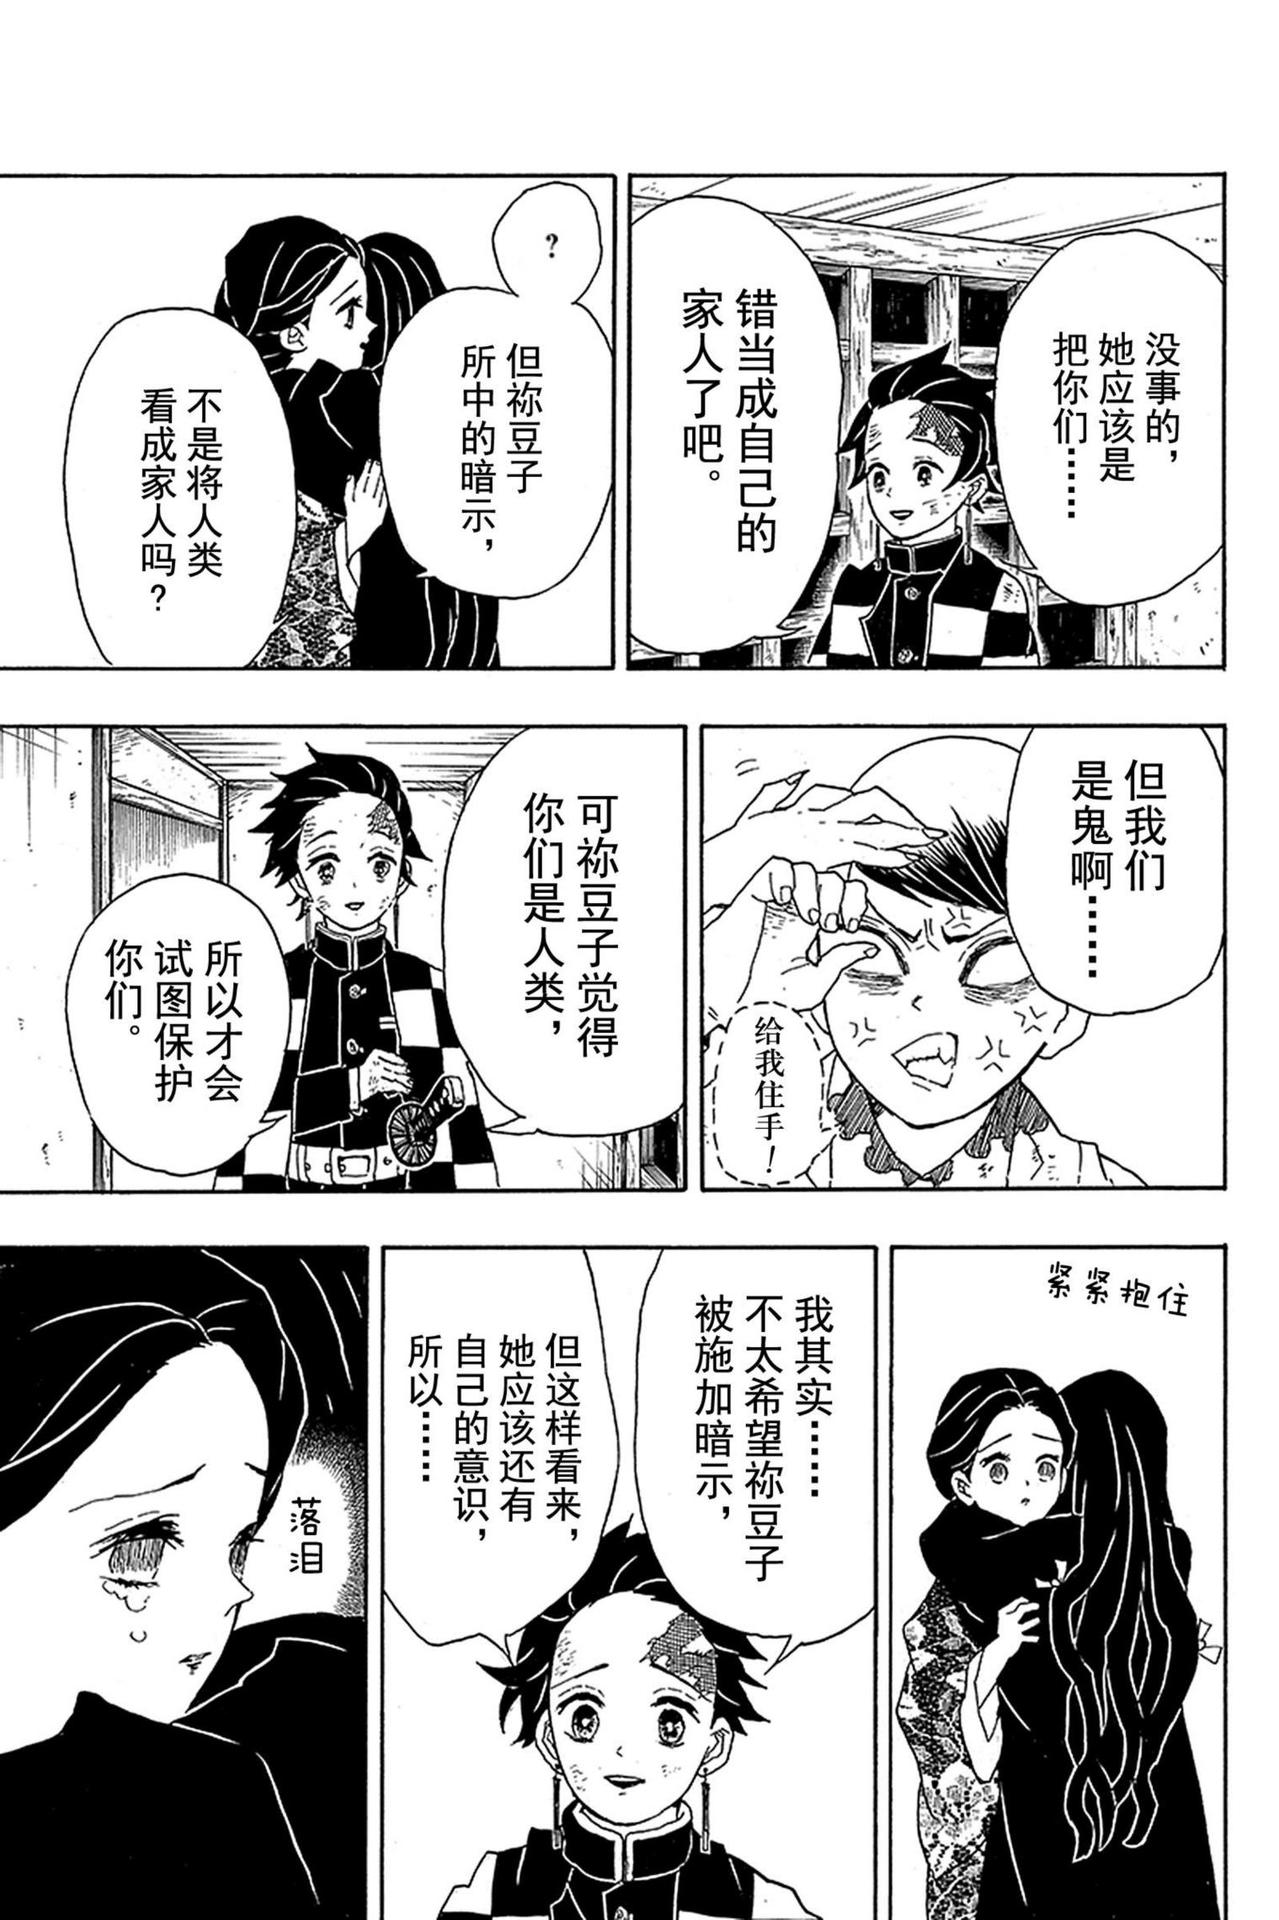 没事的，
她应该是
把你们……
错当成自己的
家人了吧。
？
但祢豆子
所中的暗示，
不是将人类
看成家人吗？
但我们
是鬼啊……
给我住手！
可祢豆子觉得
你们是人类，
所以才会
试图保护
你们。
紧紧抱住
我其实……
不太希望祢豆子
被施加暗示，
但这样看来，
她应该还有
自己的意识，
所以……
落
泪